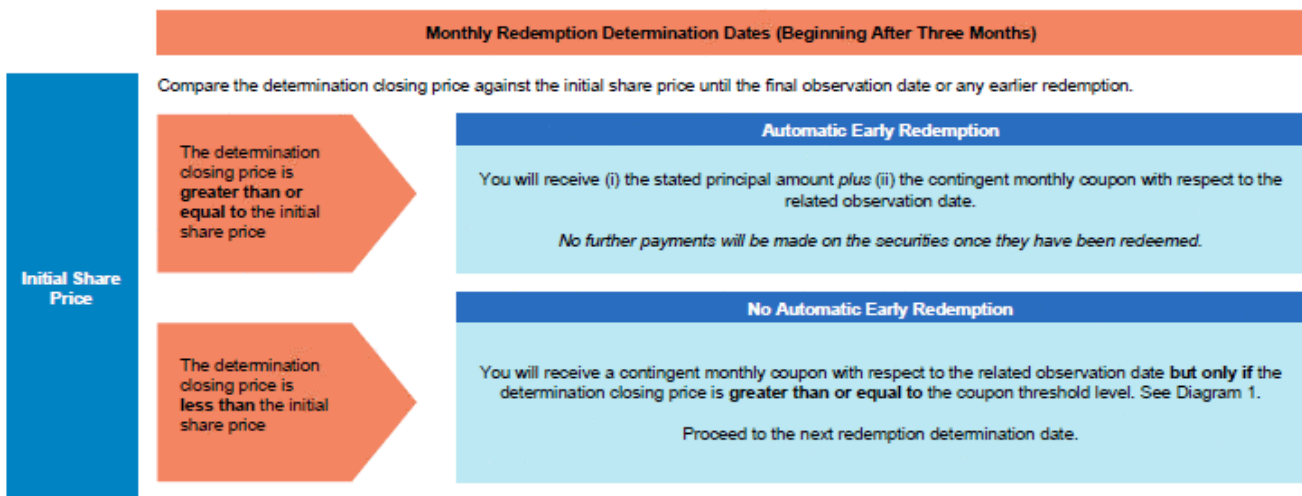 Monthly Redemption Determination Dates (Beginning After Three Months)
Compare the determination closing price against the initial share price until the final observation date or any earlier redemption.
Initial Share
Price
The determination
closing price is
greater than or
equal to the initial
share price
Automatic Early Redemption
You will receive (i) the stated principal amount plus (ii) the contingent monthly coupon with respect to the
related observation date.
No further payments will be made on the securities once they have been redeemed.
The determination
closing price is
less than the initial
share price
No Automatic Early Redemption
You will receive a contingent monthly coupon with respect to the related observation date but only if the
determination closing price is greater than or equal to the coupon threshold level. See Diagram 1.
Proceed to the next redemption determination date.